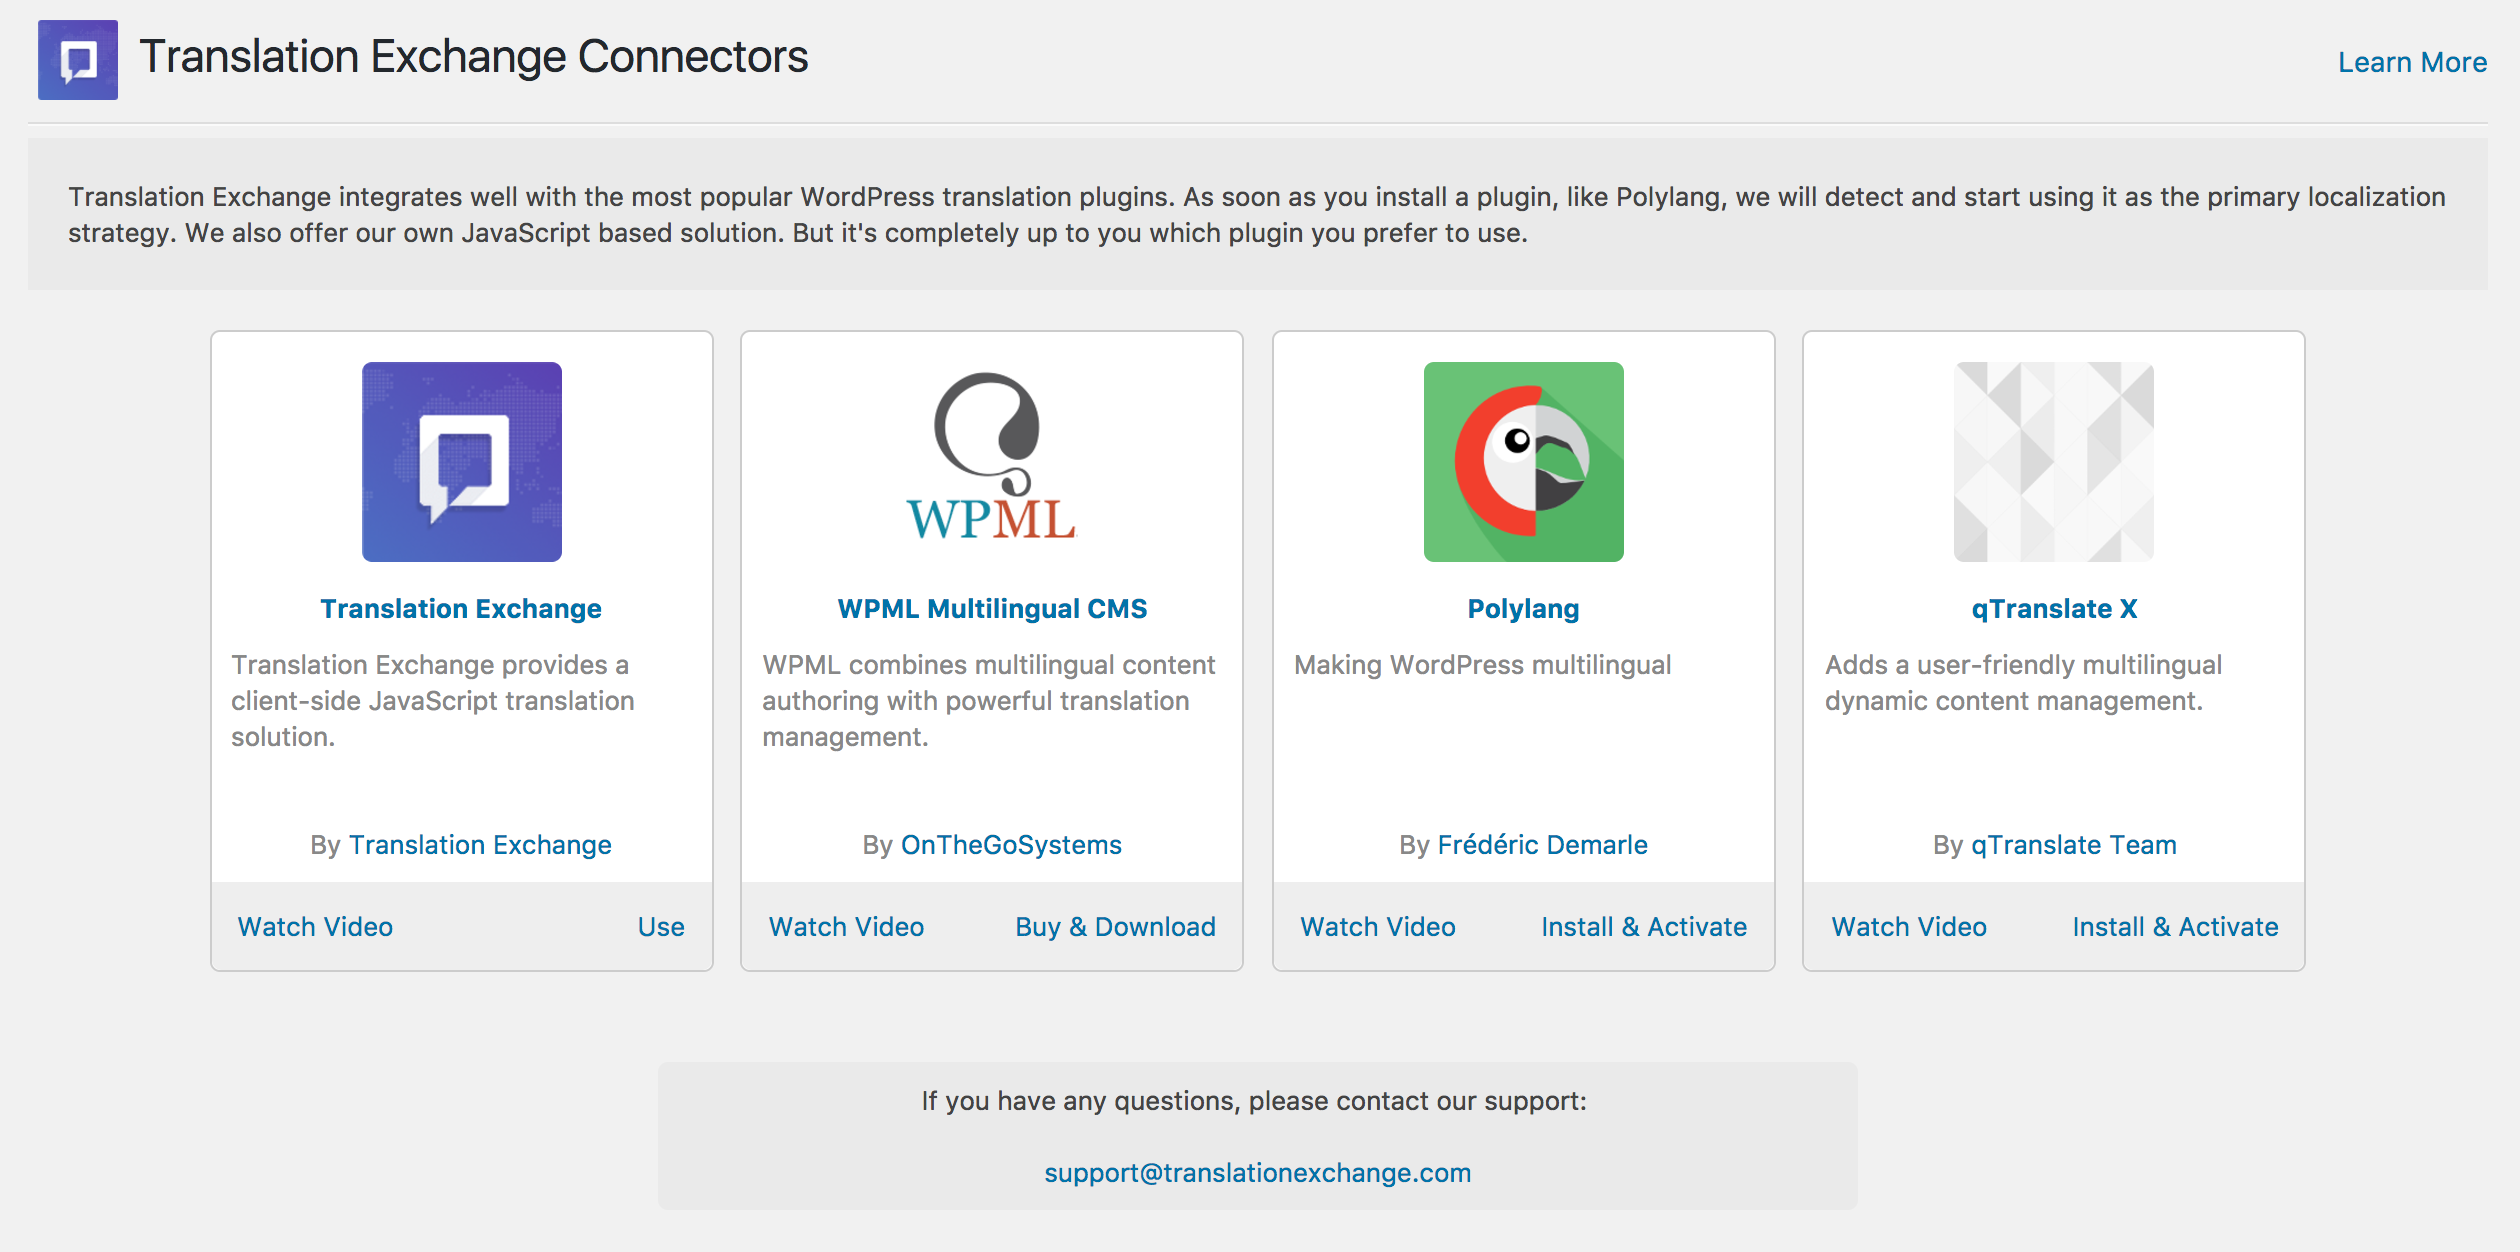 Translation Exchange Connectors
Learn More
Translation Exchange integrates well with the most popular WordPress translation plugins. As soon as you install a plugin, like Polylang, we will detect and start using it as the primary localization
strategy. We also offer our own JavaScript based solution. But it's completely up to you which plugin you prefer to use.
Translation Exchange
Translation Exchange provides a
client-side JavaScript translation
solution.
By Translation Exchange
Watch Video
Use
WPML
WPML Multilingual CMS
WPML combines multilingual content
authoring with powerful translation
management.
By OnTheGoSystems
Watch Video
Buy & Download
Polylang
Making WordPress multilingual
By Frédéric Demarle
Watch Video
Install & Activate
qTranslate X
Adds a user-friendly multilingual
dynamic content management.
By qTranslate Team
Watch Video
Install & Activate
If you have any questions, please contact our support:
support@translationexchange.com